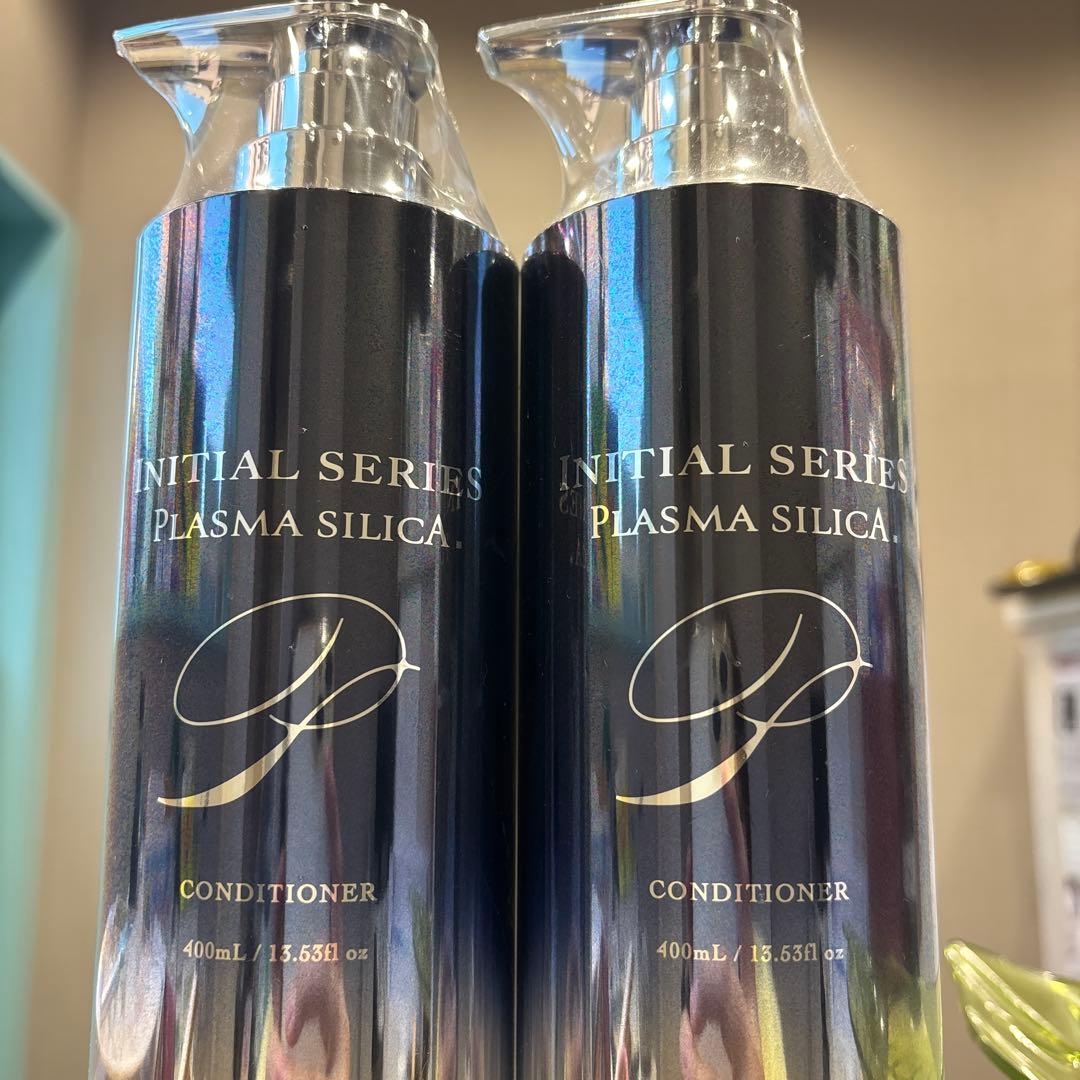 INITIAL SERIES
PLASMA SILICA.
P
CONDITIONER
400mL / 13.53fl oz
INITIAL SERIES
PLASMA SILICA.
P
CONDITIONER
400mL / 13.53fl oz